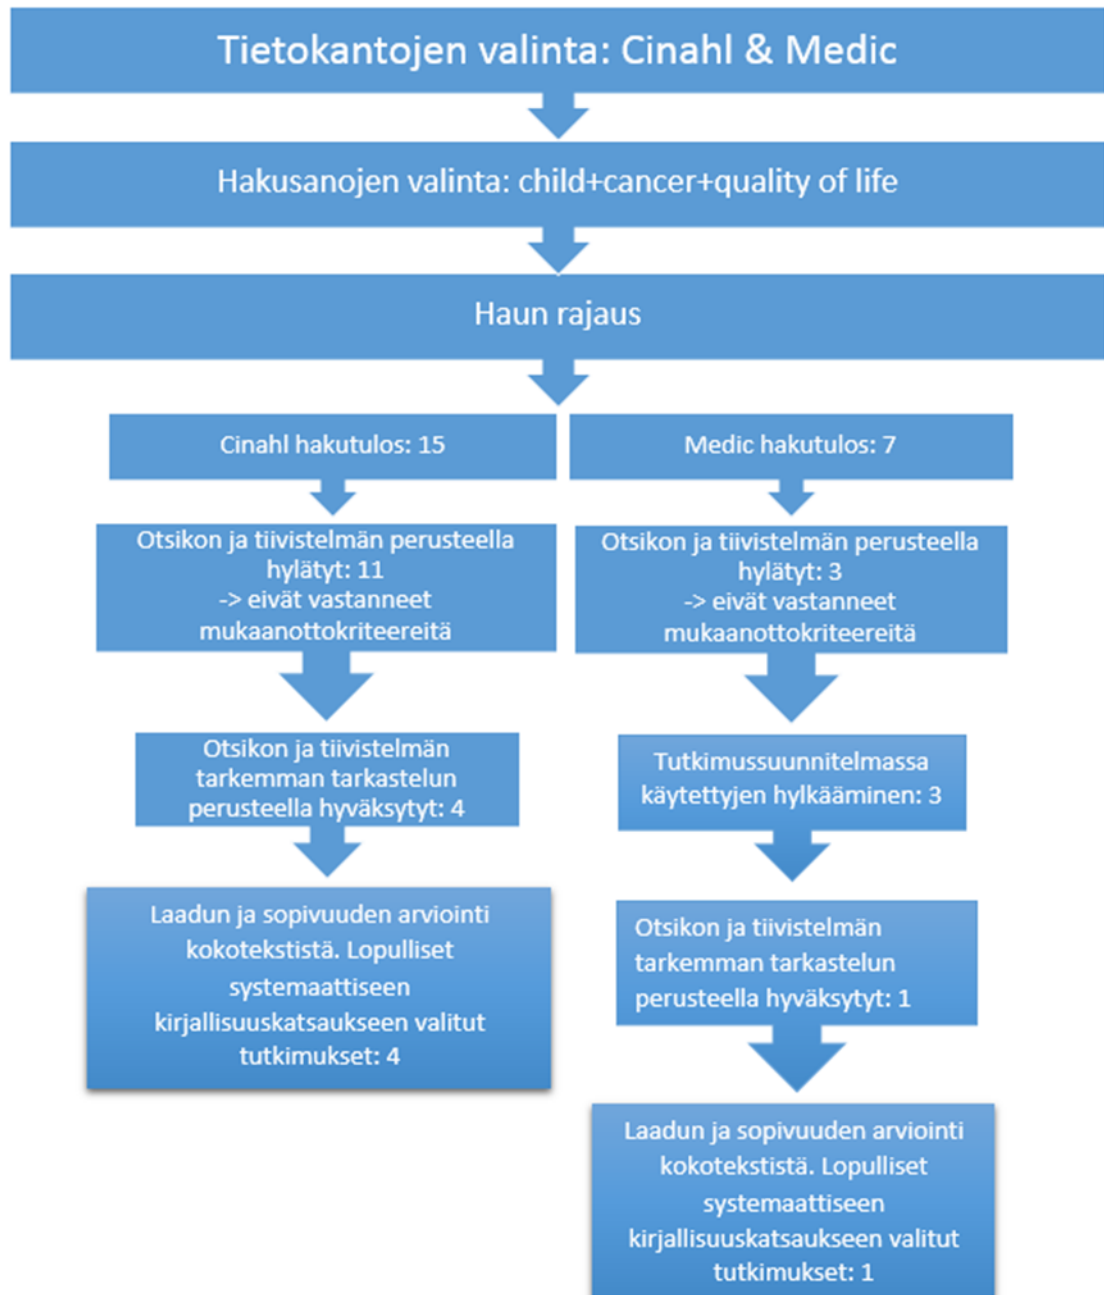 Tietokantojen valinta: Cinahl & Medic
Hakusanojen valinta: child+cancer+quality of life
Haun rajaus
Cinahl hakutulos: 15
Otsikon ja tiivistelmän perusteella
hylätyt: 11
-> eivät vastanneet
mukaanottokriteereitä
Otsikon ja tiivistelmän
tarkemman tarkastelun
perusteella hyväksytyt: 4
Laadun ja sopivuuden arviointi
kokotekstistä. Lopulliset
systemaattiseen
kirjallisuuskatsaukseen valitut
tutkimukset: 4
Medic hakutulos: 7
Otsikon ja tiivistelmän perusteella
hylätyt: 3
-> eivät vastanneet
mukaanottokriteereitä
Tutkimussuunnitelmassa
käytettyjen hylkääminen: 3
Otsikon ja tiivistelmän
tarkemman tarkastelun
perusteella hyväksytyt: 1
Laadun ja sopivuuden arviointi
kokotekstistä. Lopulliset
systemaattiseen
kirjallisuuskatsaukseen valitut
tutkimukset: 1